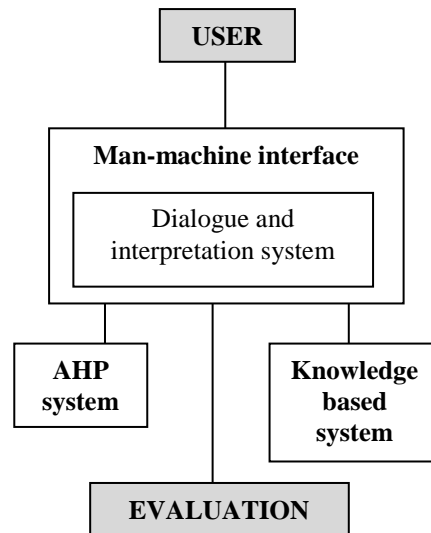 USER
Man-machine interface
Dialogue and
interpretation system
AHP
system
Knowledge
based
system
EVALUATION